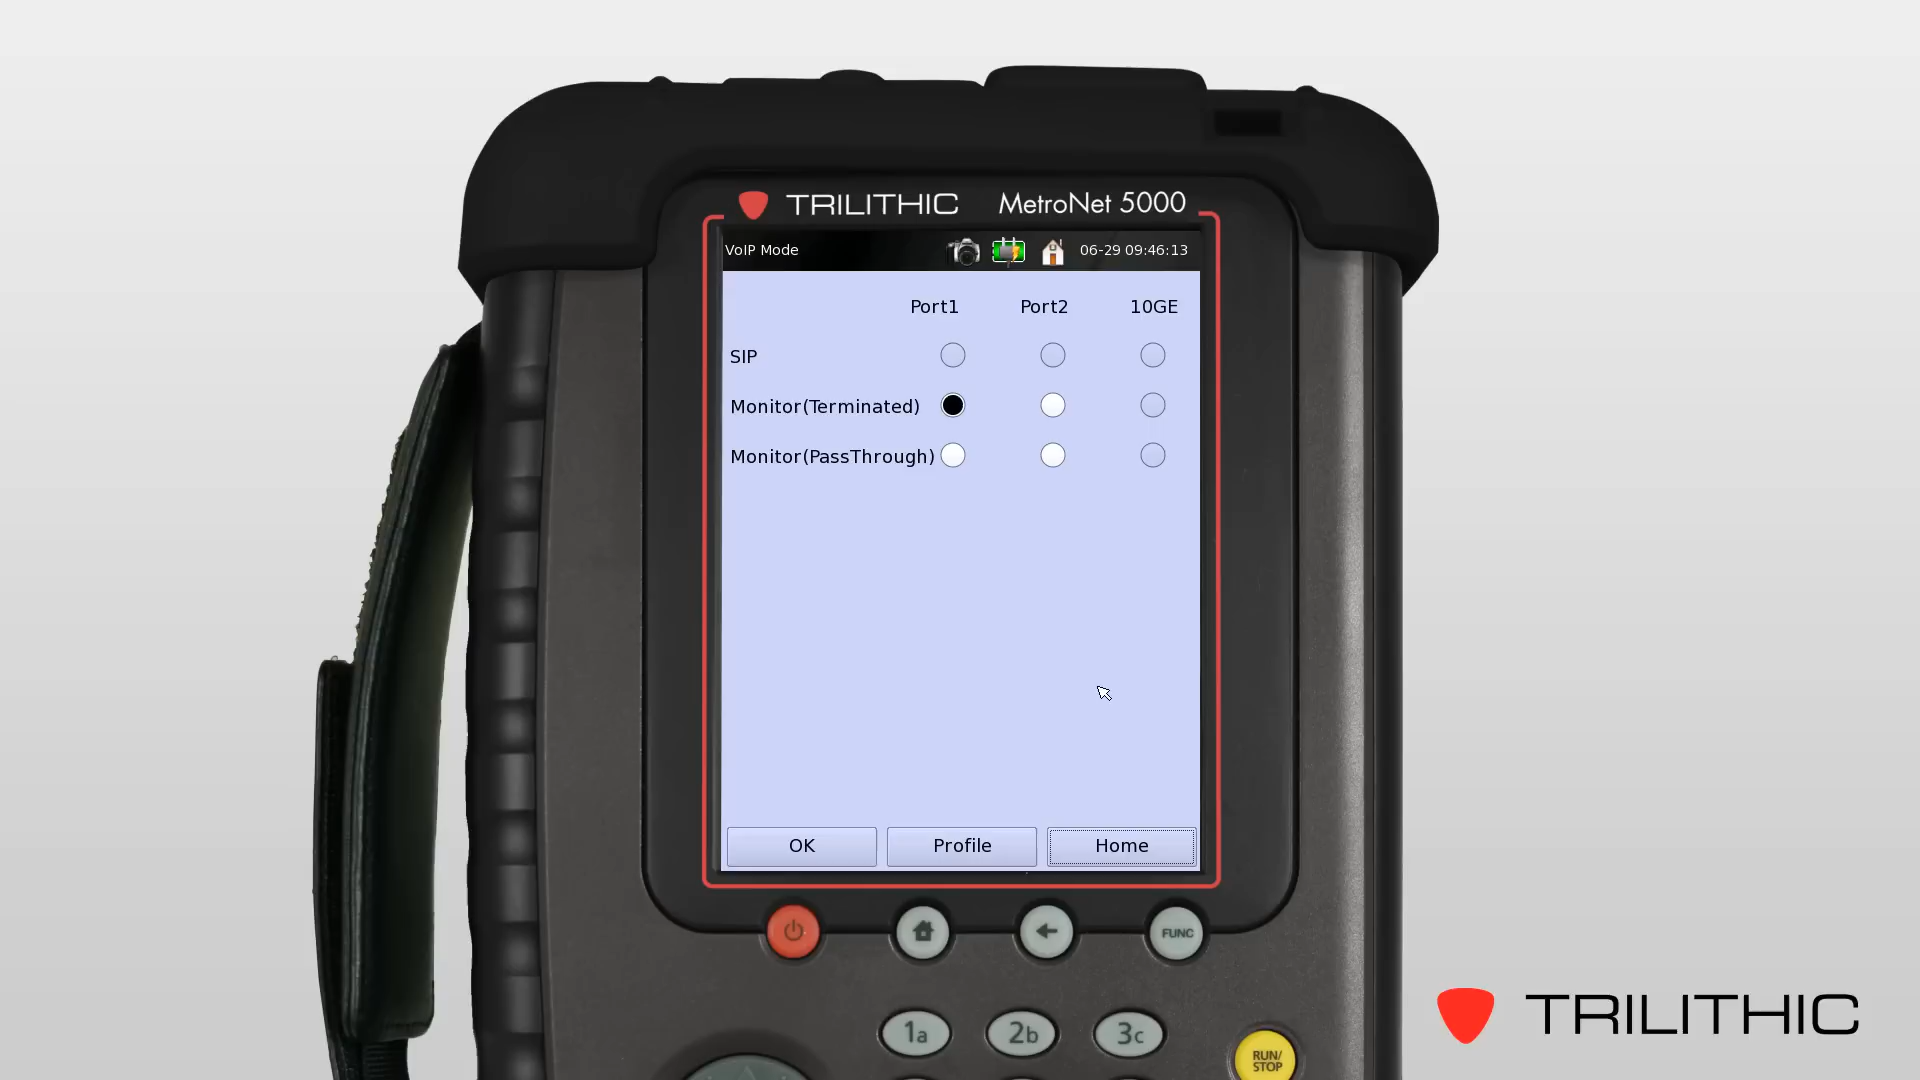 TRILITHIC MetroNet 5000
VoIP Mode 06-29 09:46:13
Port1 Port2 10GE
SIP
Monitor(Terminated)
Monitor(PassThrough)
OK Profile Home
FUNC
1a 2b 3c
RUN/
STOP
TRILITHIC